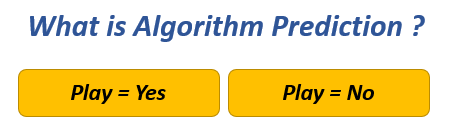 What is Algorithm Prediction ?
Play = Yes
Play = No